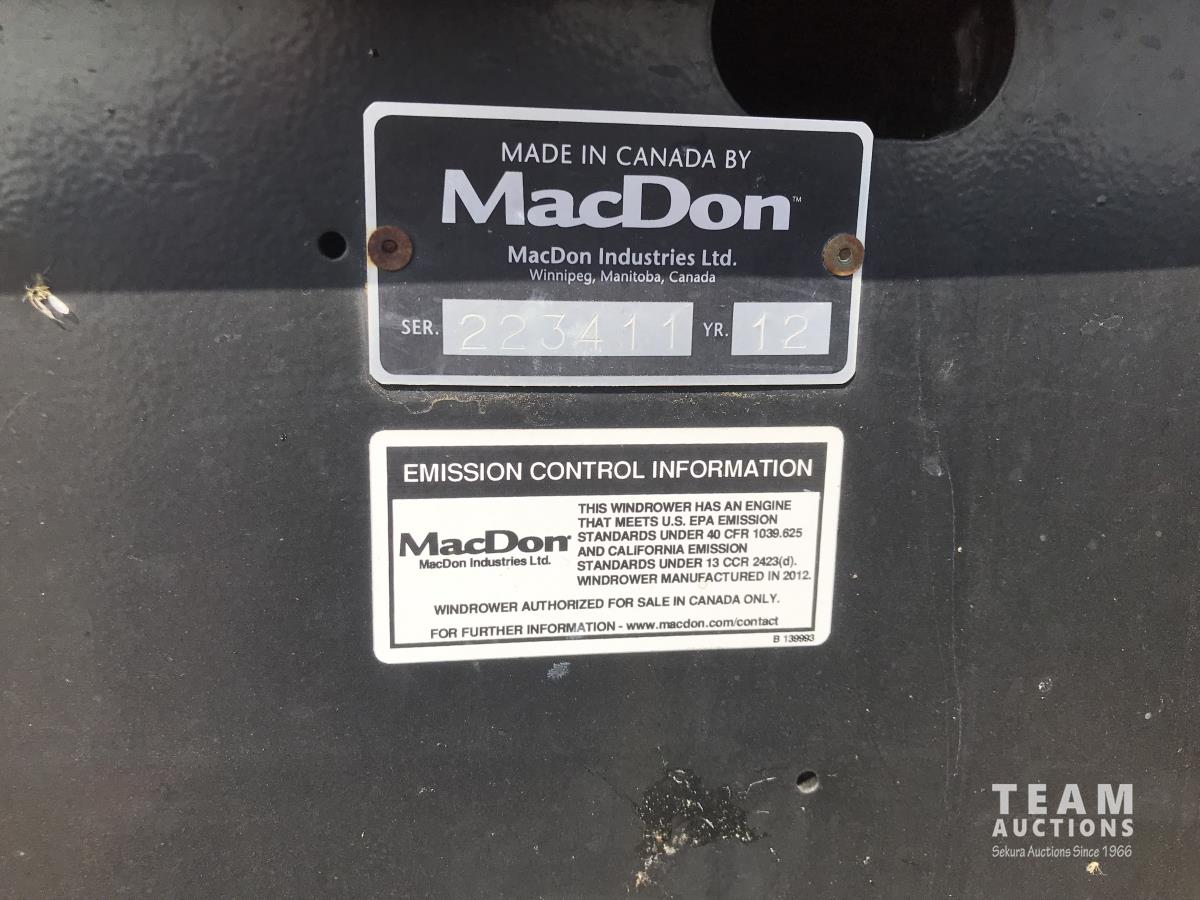 MADE IN CANADA BY
MacDon™
MacDon Industries Ltd.
Winnipeg, Manitoba, Canada
SER. 223411 YR. 12
EMISSION CONTROL INFORMATION
MacDon
MacDon Industries Ltd.
THIS WINDROWER HAS AN ENGINE
THAT MEETS U.S. EPA EMISSION
STANDARDS UNDER 40 CFR 1039.625
AND CALIFORNIA EMISSION
STANDARDS UNDER 13 CCR 2423(d).
WINDROWER MANUFACTURED IN 2012.
WINDROWER AUTHORIZED FOR SALE IN CANADA ONLY.
FOR FURTHER INFORMATION - www.macdon.com/contact
B 139993
TEAM
AUCTIONS
Sekura Auctions Since 1966